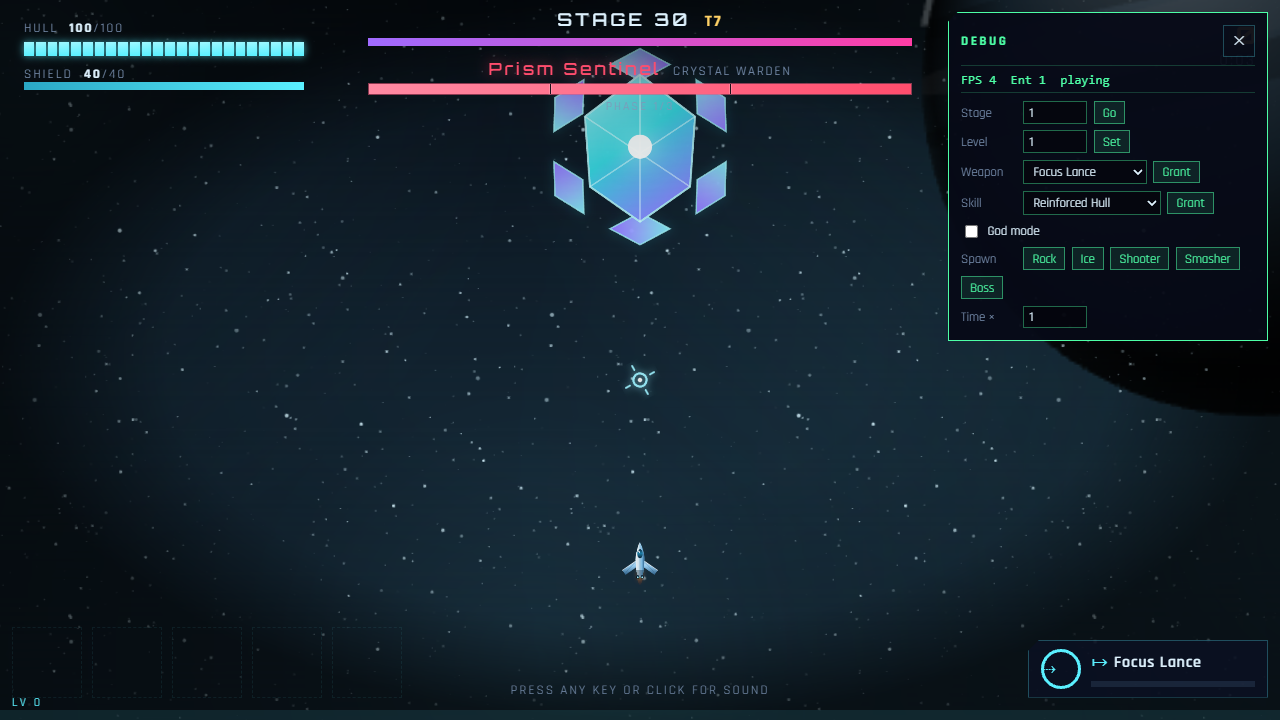 HULL 100/100
SHIELD 40/40
STAGE 30 T7
Prism Sentinel CRYSTAL WARDEN
DEBUG
✕
FPS 4 Ent 1 playing
Stage 1 Go
Level 1 Set
Weapon Focus Lance Grant
Skill Reinforced Hull Grant
God mode
Spawn Rock Ice Shooter Smasher
Boss
Time × 1
LV 0
PRESS ANY KEY OR CLICK FOR SOUND
↦ Focus Lance